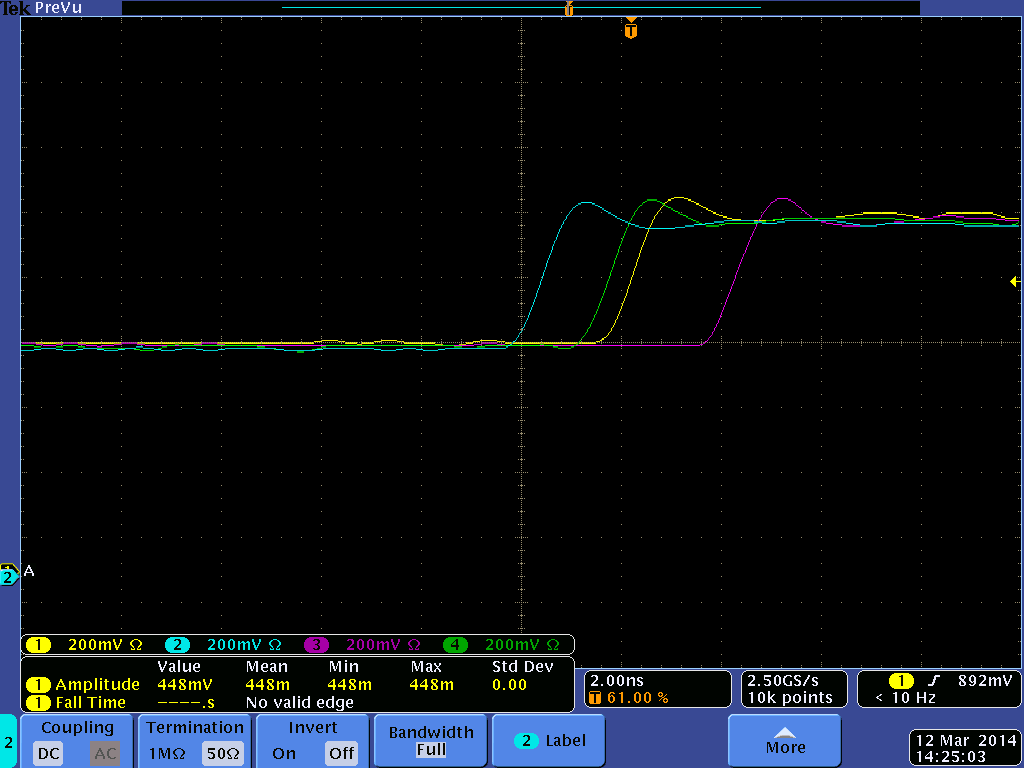 Tek PreVu
T
T
2 A
1 200mV Ω 2 200mV Ω 3 200mV Ω 4 200mV Ω
Value Mean Min Max Std Dev
1 Amplitude 448mV 448m 448m 448m 0.00
1 Fall Time ----.s No valid edge
2.00ns
T 61.00 %
2.50GS/s
10k points
1 892mV
< 10 Hz
2
Coupling
DC AC
Termination
1MΩ 50Ω
Invert
On Off
Bandwidth
Full
2 Label
More
12 Mar 2014
14:25:03